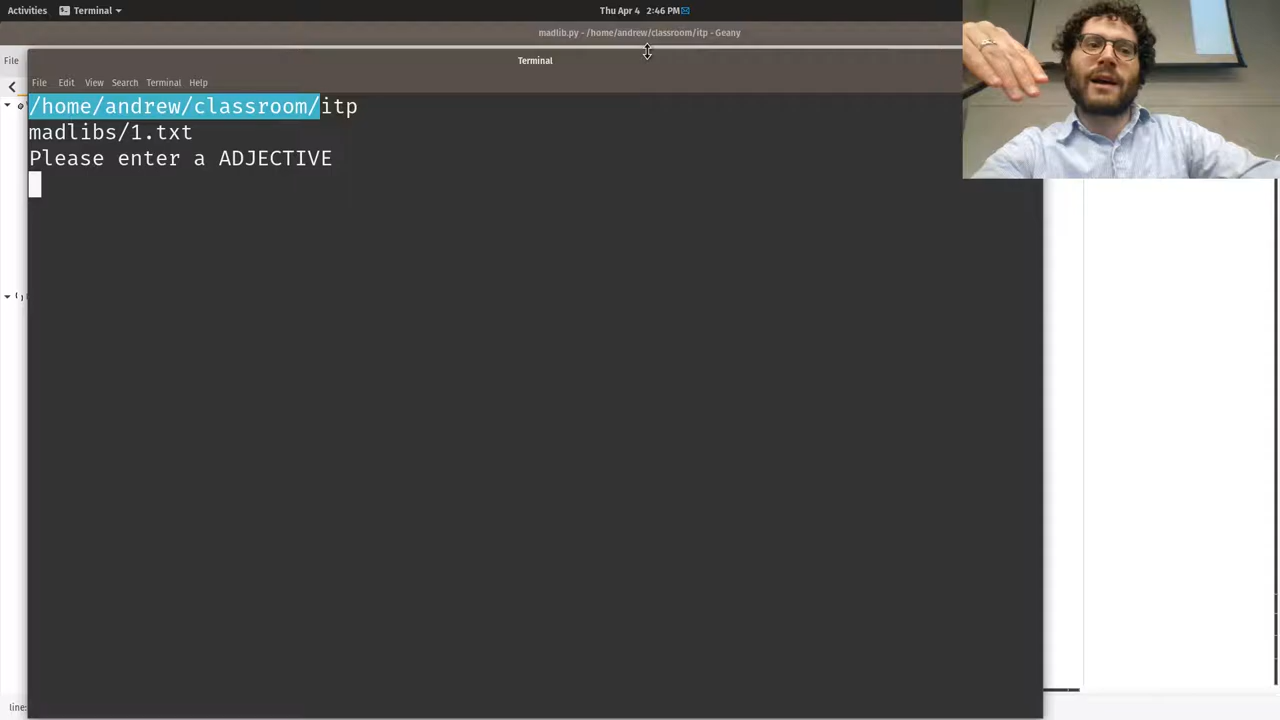 Activities Terminal Thu Apr 4 2:46 PM
madlib.py - /home/andrew/classroom/itp - Geany
File Terminal
File Edit View Search Terminal Help
/home/andrew/classroom/itp
madlibs/1.txt
Please enter a ADJECTIVE
line: